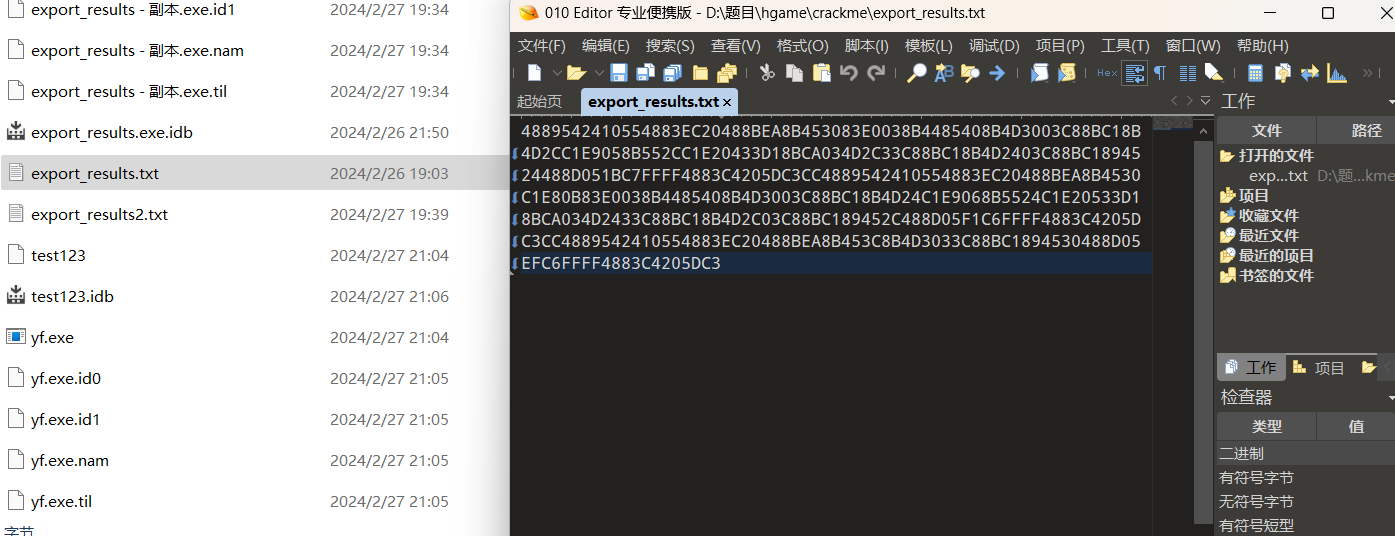 export_results - 副本.exe.id1 2024/2/27 19:34
export_results - 副本.exe.nam 2024/2/27 19:34
export_results - 副本.exe.til 2024/2/27 19:34
export_results.exe.idb 2024/2/26 21:50
export_results.txt 2024/2/26 19:03
export_results2.txt 2024/2/27 19:39
test123 2024/2/27 21:04
test123.idb 2024/2/27 21:06
yf.exe 2024/2/27 21:04
yf.exe.id0 2024/2/27 21:05
yf.exe.id1 2024/2/27 21:05
yf.exe.nam 2024/2/27 21:05
yf.exe.til 2024/2/27 21:05
字节
010 Editor 专业便携版 - D:\题目\hgame\crackme\export_results.txt
文件(F) 编辑(E) 搜索(S) 查看(V) 格式(O) 脚本(I) 模板(L) 调试(D) 项目(P) 工具(T) 窗口(W) 帮助(H)
Hex
起始页 export_results.txt
4889542410554883EC20488BEA8B453083E0038B4485408B4D3003C88BC18B
4D2CC1E9058B552CC1E20433D18BCA034D2C33C88BC18B4D2403C88BC18945
24488D051BC7FFFF4883C4205DC3CC4889542410554883EC20488BEA8B4530
C1E80B83E0038B4485408B4D3003C88BC18B4D24C1E9068B5524C1E20533D1
8BCA034D2433C88BC18B4D2C03C88BC189452C488D05F1C6FFFF4883C4205D
C3CC4889542410554883EC20488BEA8B453C8B4D3033C88BC1894530488D05
EFC6FFFF4883C4205DC3
工作
文件 路径
打开的文件
exp...txt D:\题...kme
项目
收藏文件
最近文件
最近的项目
书签的文件
工作 项目
检查器
类型 值
二进制
有符号字节
无符号字节
有符号短型